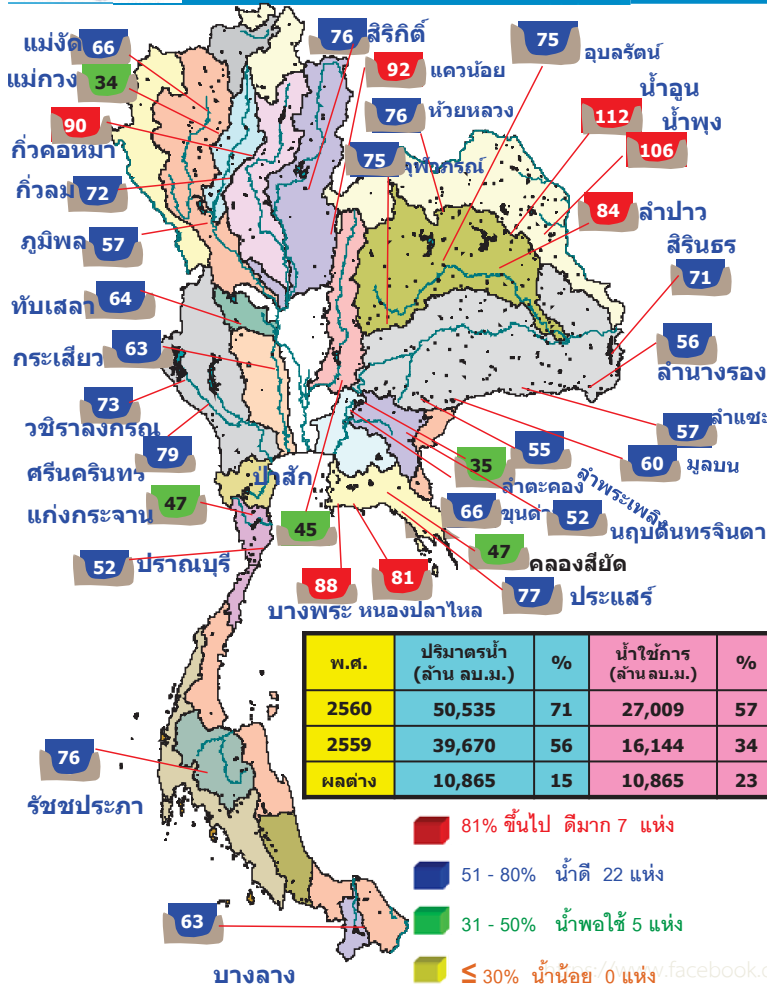 76 สิริกิติ์
แม่งัด 66
75 อุบลรัตน์
แม่กวง 34
92 แควน้อย
90
76 ห้วยหลวง
น้ำอูน 112
น้ำพุง 106
กิ่วคอหมา
75 จุฬาภรณ์
กิ่วลม 72
84 ลำปาว
ภูมิพล 57
สิรินธร 71
ทับเสลา 64
กระเสียว 63
56 ลำนางรอง
73 วชิราลงกรณ
57 ลำแซะ
79 ศรีนครินทร์
55 ลำพระเพลิง
60 มูลบน
35 ลำตะคอง
ป่าสัก 45
แก่งกระจาน 47
66 ขุนด่า
52 นฤบดินทรจินดา
47 คลองสียัด
52 ปราณบุรี
88 บางพระ
81 หนองปลาไหล
77 ประแสร์
พ.ศ. ปริมาตรน้ำ (ล้าน ลบ.ม.) % น้ำใช้การ (ล้าน ลบ.ม.) %
2560 50,535 71 27,009 57
2559 39,670 56 16,144 34
ผลต่าง 10,865 15 10,865 23
76 รัชชประภา
81% ขึ้นไป ดีมาก 7 แห่ง
51 - 80% น้ำดี 22 แห่ง
31 - 50% น้ำพอใช้ 5 แห่ง
≤ 30% น้ำน้อย 0 แห่ง
63 บางลาง